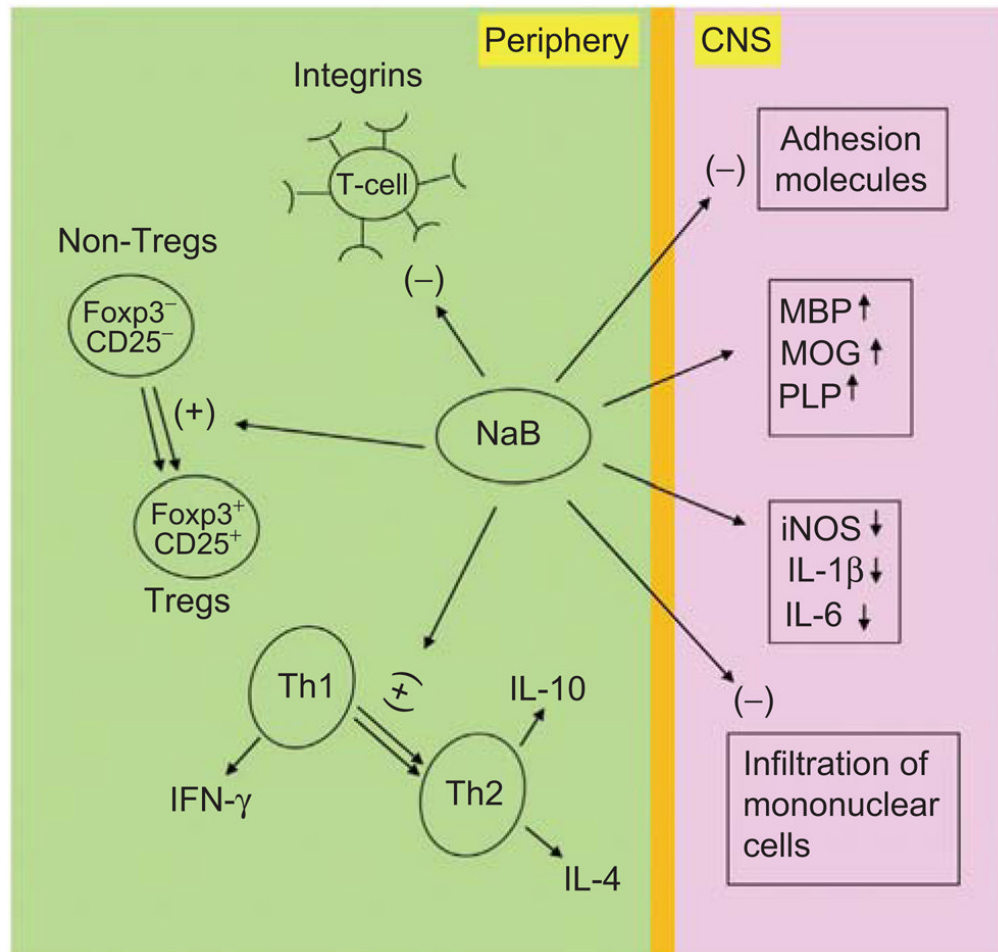 Periphery
CNS
Integrins
T-cell
(–)
Non-Tregs
Foxp3⁻
CD25⁻
(+)
Foxp3⁺
CD25⁺
Tregs
NaB
Th1
(+)
IFN-γ
Th2
IL-10
IL-4
(–)
Adhesion
molecules
MBP↑
MOG↑
PLP↑
iNOS↓
IL-1β↓
IL-6↓
(–)
Infiltration of
mononuclear
cells